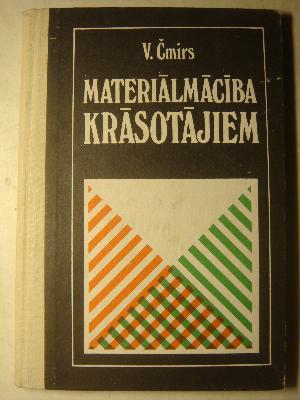 V. Čmirs
MATERIĀLMĀCĪBA
KRĀSOTĀJIEM